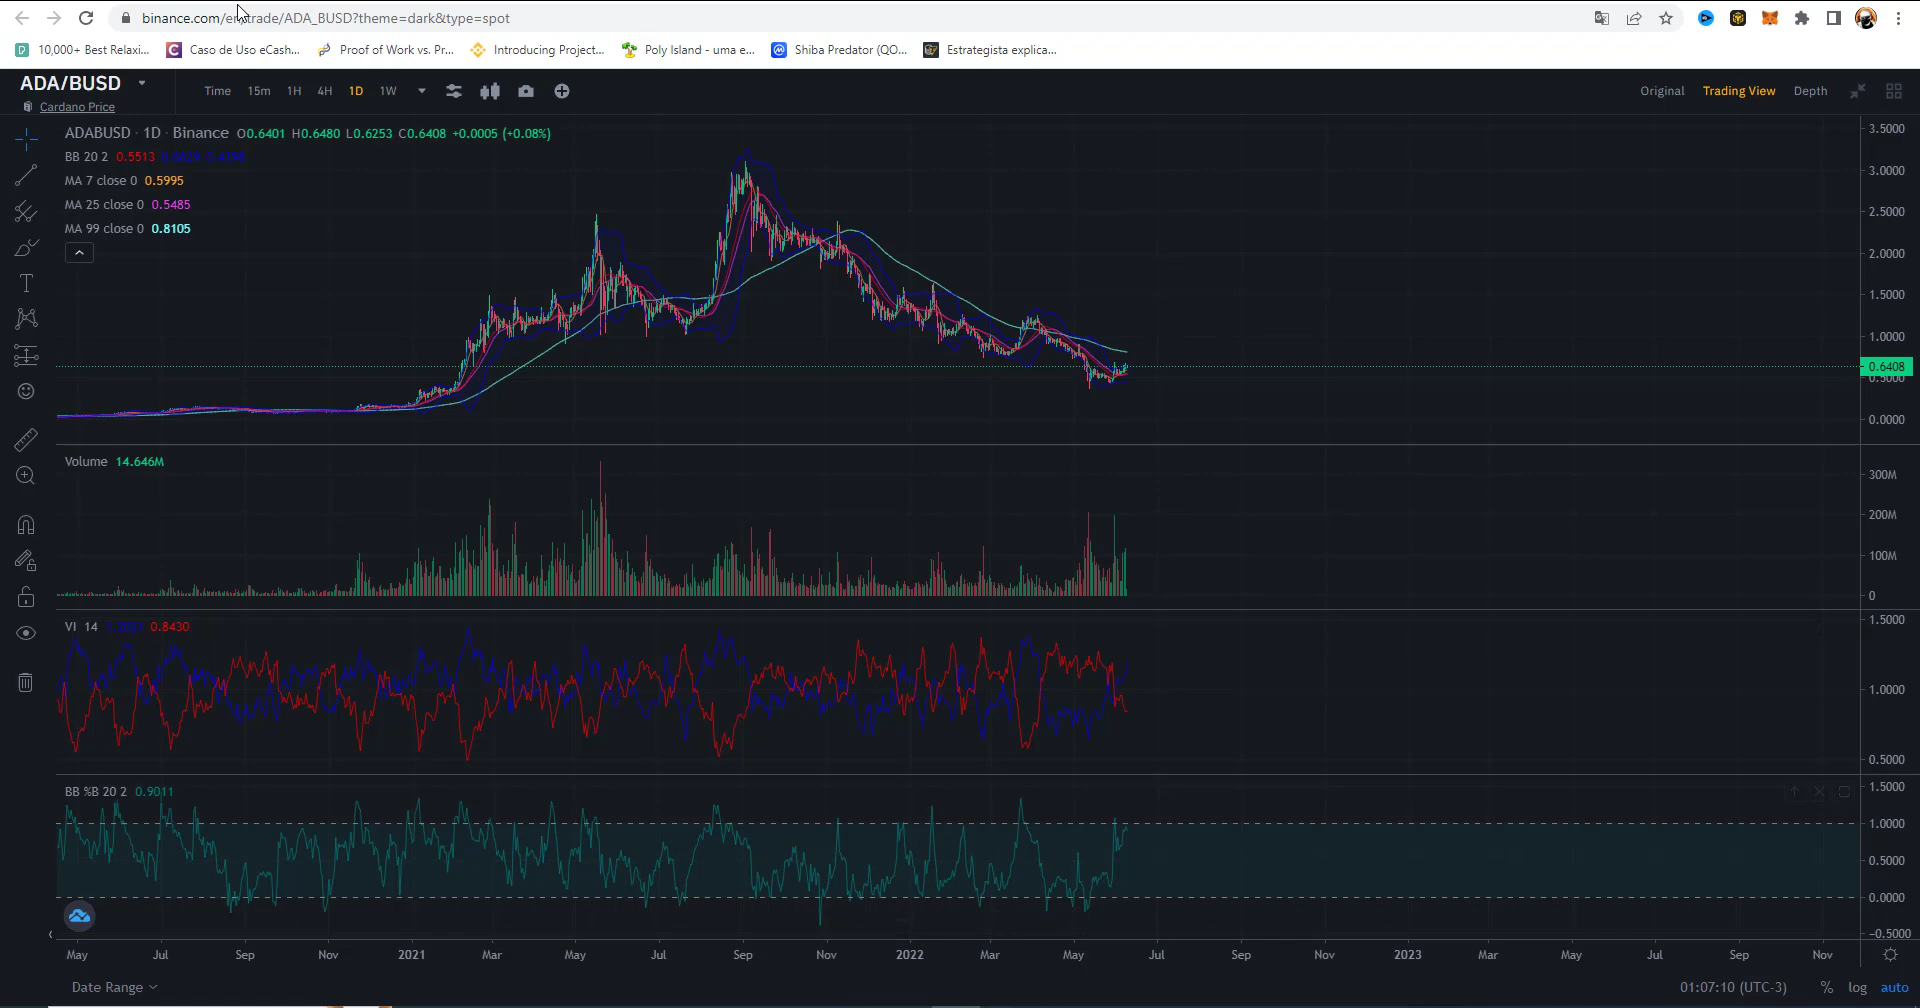 binance.com/en/trade/ADA_BUSD?theme=dark&type=spot
10,000+ Best Relaxi... Caso de Uso eCash... Proof of Work vs. Pr... Introducing Project... Poly Island - uma e... Shiba Predator (QO... Estrategista explica...
ADA/BUSD
Cardano Price
Time 15m 1H 4H 1D 1W
Original Trading View Depth
ADABUSD · 1D · Binance O0.6401 H0.6480 L0.6253 C0.6408 +0.0005 (+0.08%)
BB 20 2 0.5513
MA 7 close 0 0.5995
MA 25 close 0 0.5485
MA 99 close 0 0.8105
3.5000
3.0000
2.5000
2.0000
1.5000
1.0000
0.6408
0.5000
0.0000
Volume 14.646M
300M
200M
100M
0
VI 14 0.8430
1.5000
1.0000
0.5000
BB %B 20 2 0.9011
1.5000
1.0000
0.5000
0.0000
−0.5000
May Jul Sep Nov 2021 Mar May Jul Sep Nov 2022 Mar May Jul Sep Nov 2023 Mar May Jul Sep Nov
Date Range
01:07:10 (UTC-3) % log auto